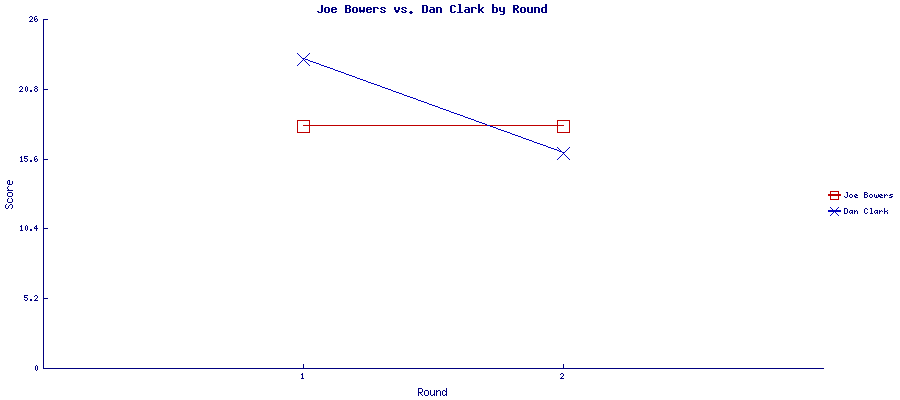 Joe Bowers vs. Dan Clark by Round
26
20.8
15.6
10.4
5.2
0
Score
1
2
Round
Joe Bowers
Dan Clark